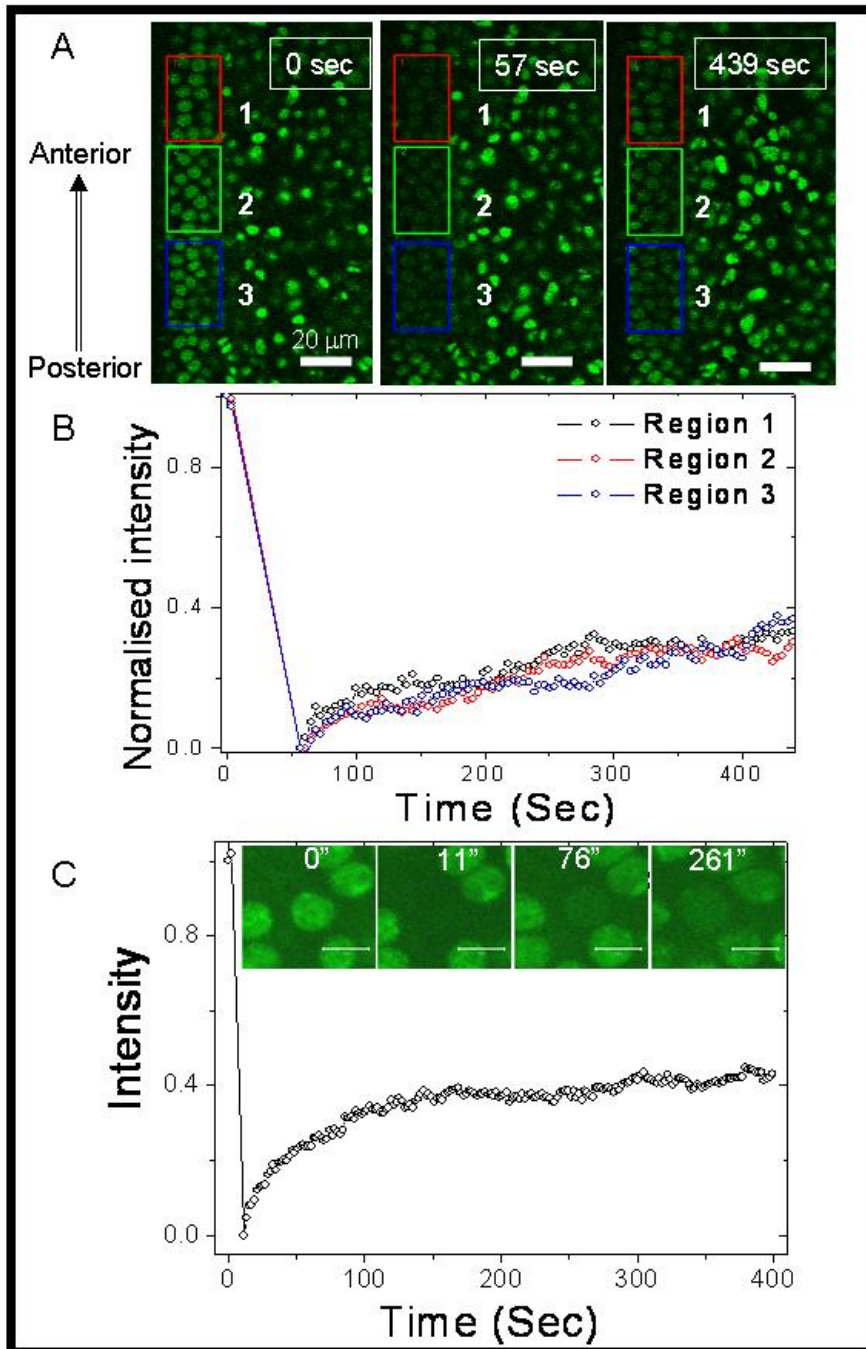 A
0 sec
57 sec
439 sec
1
1
1
Anterior
2
2
2
3
3
3
20 μm
Posterior
B
Region 1
Region 2
Region 3
Normalised intensity
0.8
0.4
0.0
0
100
200
300
400
Time (Sec)
C
0”
11”
76”
261”
Intensity
0.8
0.4
0.0
0
100
200
300
400
Time (Sec)